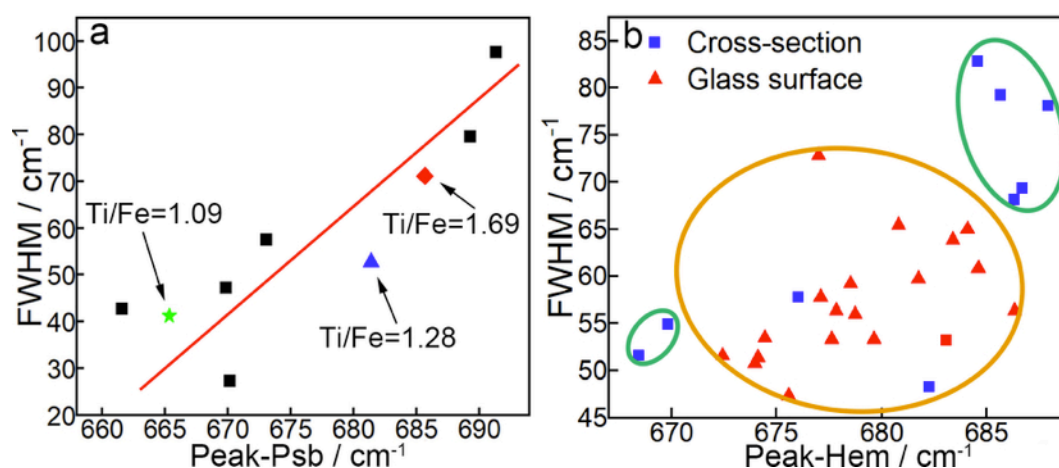 a
FWHM / cm⁻¹
100
90
80
70
60
50
40
30
20
Ti/Fe=1.09
Ti/Fe=1.69
Ti/Fe=1.28
660 665 670 675 680 685 690
Peak-Psb / cm⁻¹
b
Cross-section
Glass surface
FWHM / cm⁻¹
85
80
75
70
65
60
55
50
45
670 675 680 685
Peak-Hem / cm⁻¹